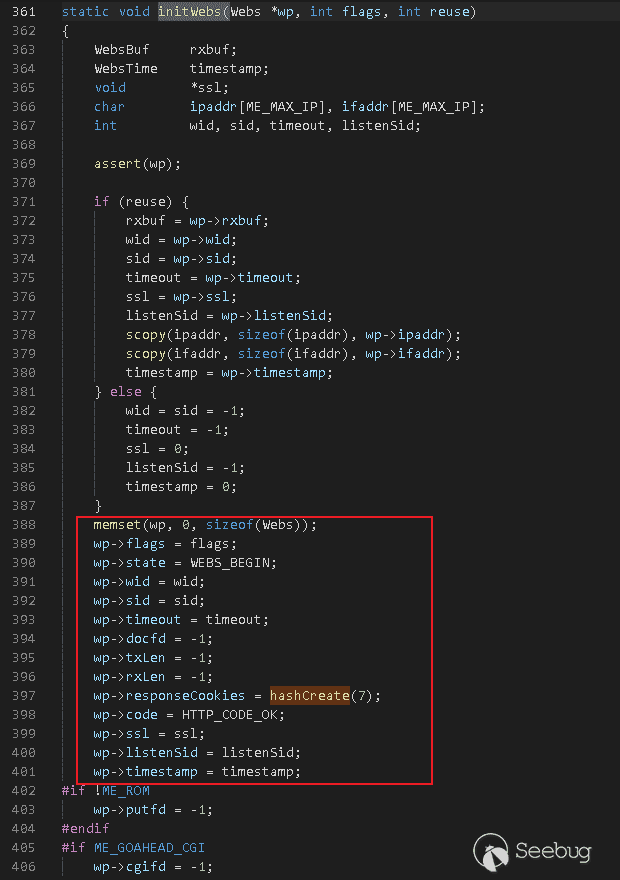 361 static void initWebs(Webs *wp, int flags, int reuse)
362 {
363     WebsBuf     rxbuf;
364     WebsTime    timestamp;
365     void        *ssl;
366     char        ipaddr[ME_MAX_IP], ifaddr[ME_MAX_IP];
367     int         wid, sid, timeout, listenSid;
368
369     assert(wp);
370
371     if (reuse) {
372         rxbuf = wp->rxbuf;
373         wid = wp->wid;
374         sid = wp->sid;
375         timeout = wp->timeout;
376         ssl = wp->ssl;
377         listenSid = wp->listenSid;
378         scopy(ipaddr, sizeof(ipaddr), wp->ipaddr);
379         scopy(ifaddr, sizeof(ifaddr), wp->ifaddr);
380         timestamp = wp->timestamp;
381     } else {
382         wid = sid = -1;
383         timeout = -1;
384         ssl = 0;
385         listenSid = -1;
386         timestamp = 0;
387     }
388     memset(wp, 0, sizeof(Webs));
389     wp->flags = flags;
390     wp->state = WEBS_BEGIN;
391     wp->wid = wid;
392     wp->sid = sid;
393     wp->timeout = timeout;
394     wp->docfd = -1;
395     wp->txLen = -1;
396     wp->rxLen = -1;
397     wp->responseCookies = hashCreate(7);
398     wp->code = HTTP_CODE_OK;
399     wp->ssl = ssl;
400     wp->listenSid = listenSid;
401     wp->timestamp = timestamp;
402 #if !ME_ROM
403     wp->putfd = -1;
404 #endif
405 #if ME_GOAHEAD_CGI
406     wp->cgifd = -1;
Seebug